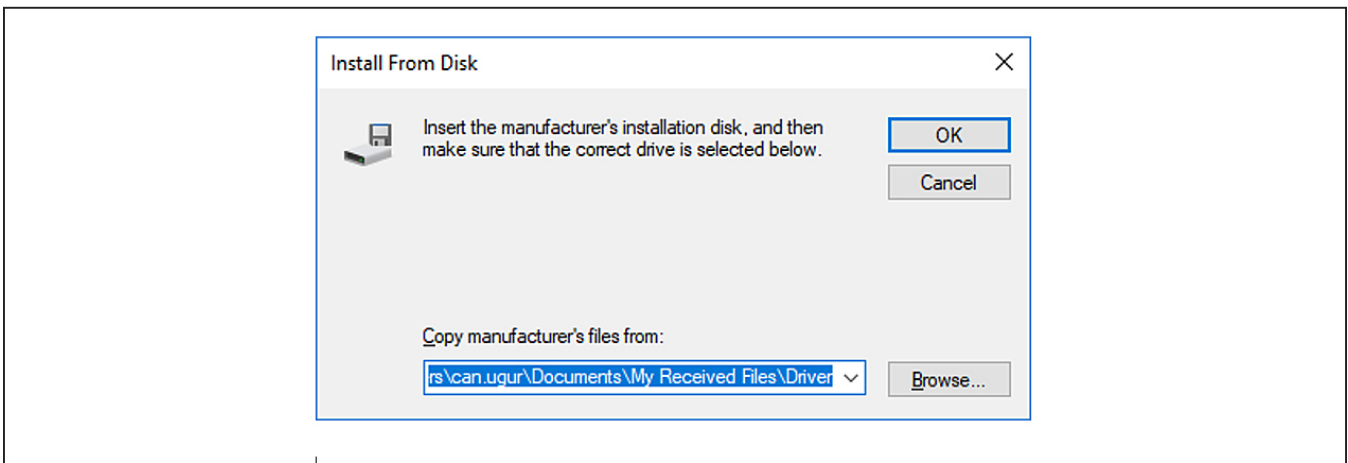 Install From Disk
Insert the manufacturer's installation disk, and then
make sure that the correct drive is selected below.
OK
Cancel
Copy manufacturer's files from:
rs\can.ugur\Documents\My Received Files\Driver
Browse...